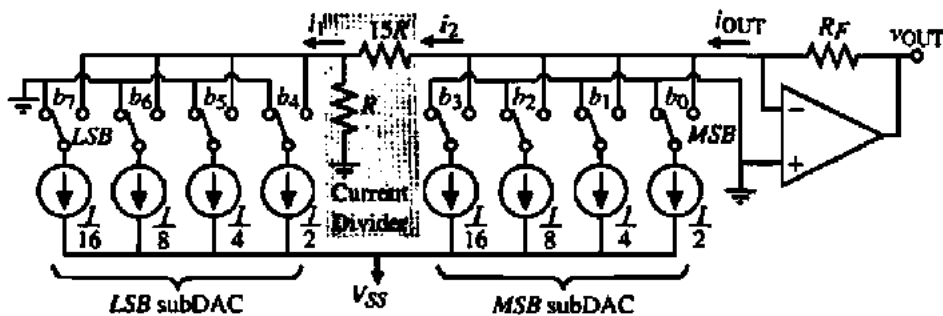 i1 15R i2 iOUT RF vOUT
b7 b6 b5 b4 R b3 b2 b1 b0
LSB MSB
− +
Current
Divider
I/16 I/8 I/4 I/2 I/16 I/8 I/4 I/2
LSB subDAC VSS MSB subDAC